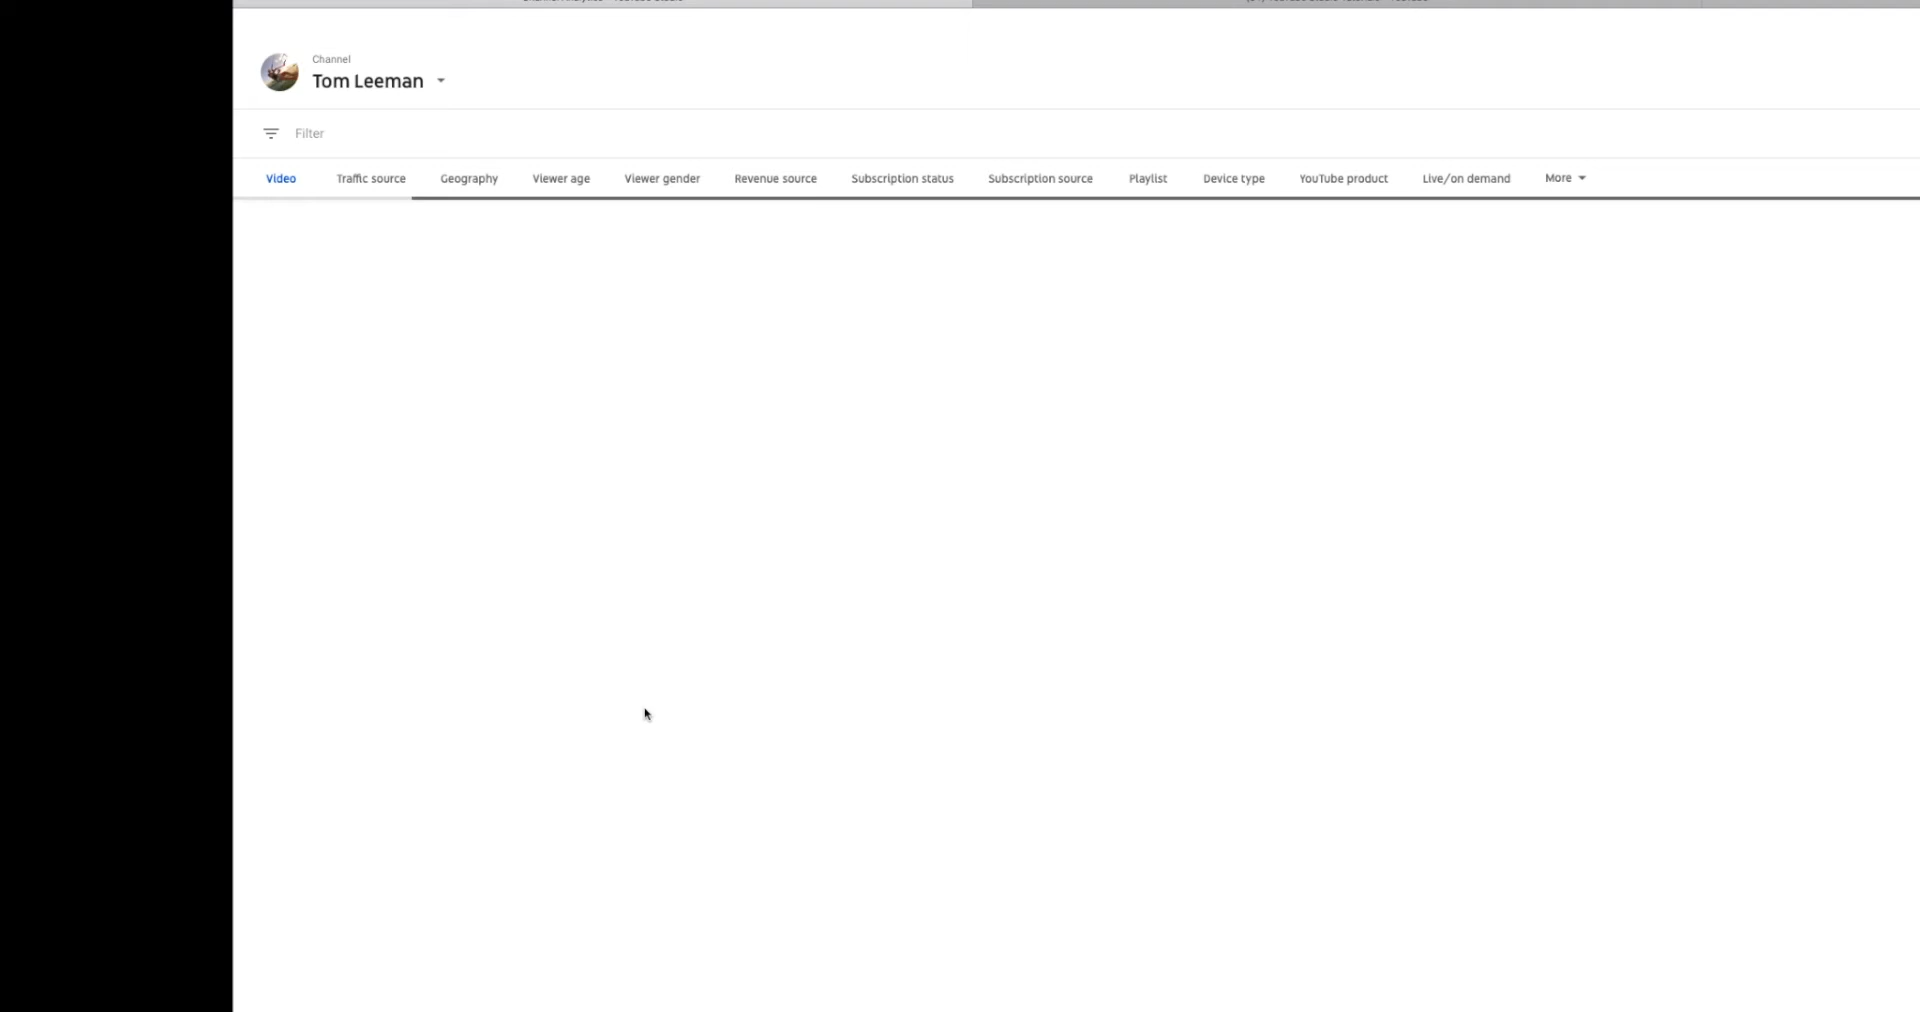 Channel
Tom Leeman
Filter
Video Traffic source Geography Viewer age Viewer gender Revenue source Subscription status Subscription source Playlist Device type YouTube product Live/on demand More